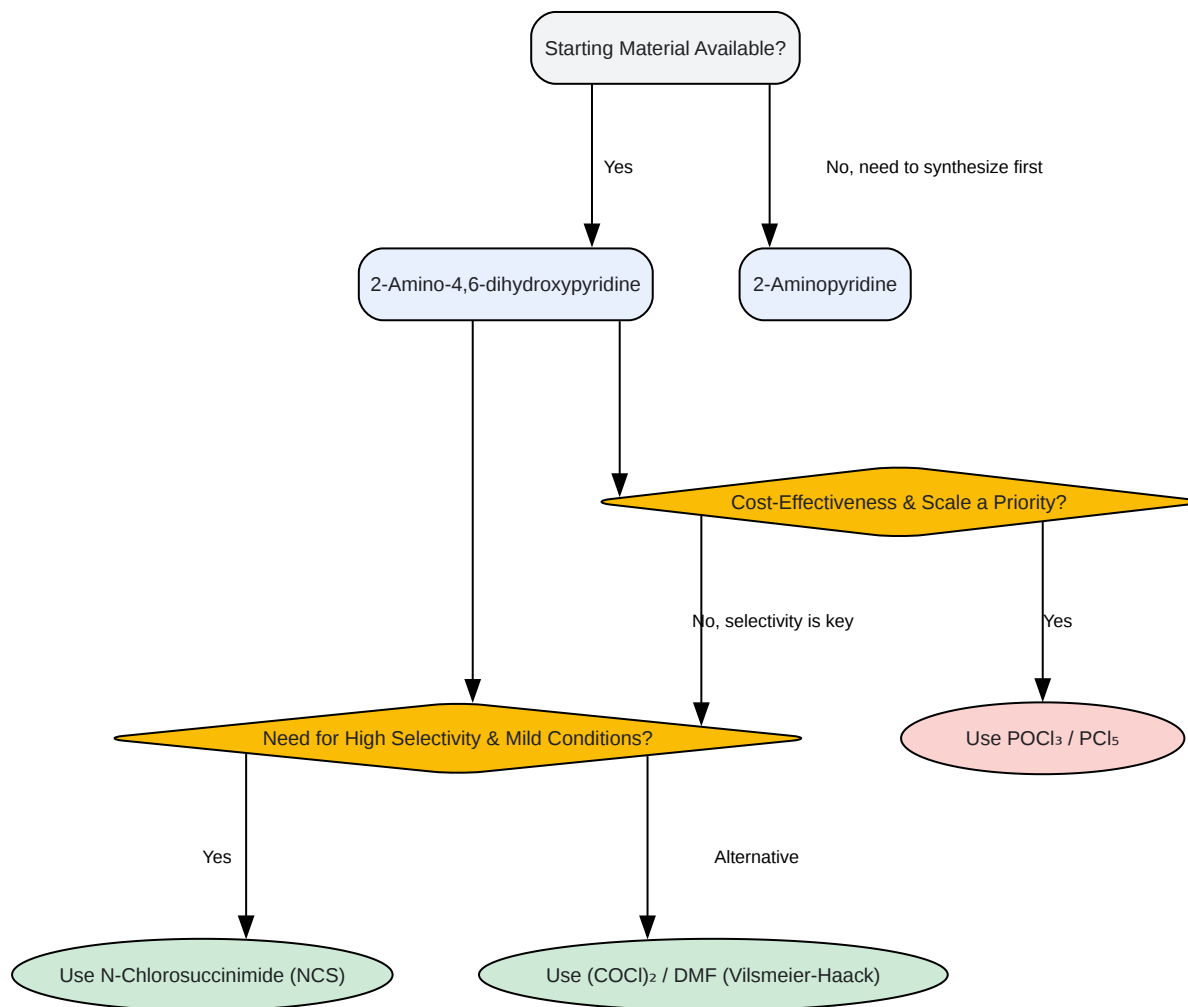 Starting Material Available?
Yes
No, need to synthesize first
2-Amino-4,6-dihydroxypyridine
2-Aminopyridine
Cost-Effectiveness & Scale a Priority?
No, selectivity is key
Yes
Need for High Selectivity & Mild Conditions?
Use POCl₃ / PCl₅
Yes
Alternative
Use N-Chlorosuccinimide (NCS)
Use (COCl)₂ / DMF (Vilsmeier-Haack)